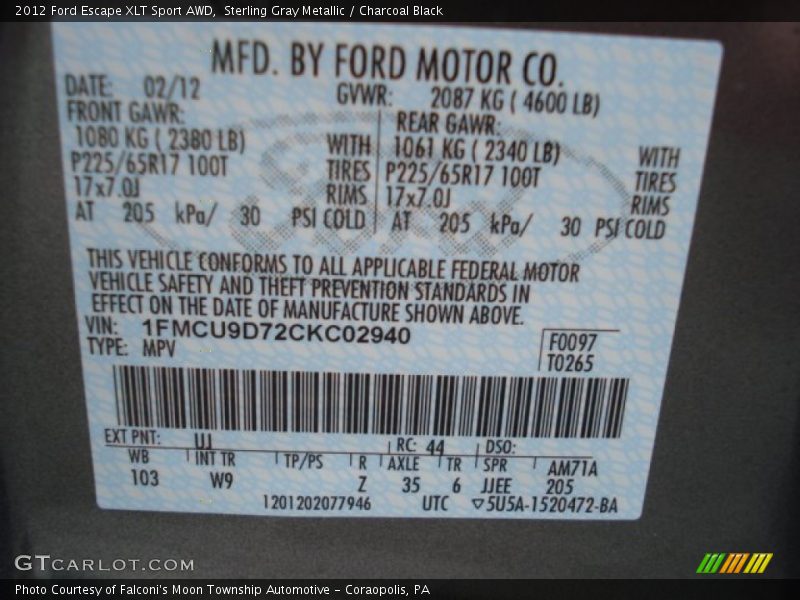 2012 Ford Escape XLT Sport AWD,  Sterling Gray Metallic / Charcoal Black
MFD. BY FORD MOTOR CO.
DATE: 02/12 GVWR: 2087 KG ( 4600 LB)
FRONT GAWR: REAR GAWR:
1080 KG ( 2380 LB) WITH 1061 KG ( 2340 LB) WITH
P225/65R17 100T TIRES P225/65R17 100T TIRES
17x7.0J RIMS 17x7.0J RIMS
AT 205 kPa/ 30 PSI COLD AT 205 kPa/ 30 PSI COLD
THIS VEHICLE CONFORMS TO ALL APPLICABLE FEDERAL MOTOR
VEHICLE SAFETY AND THEFT PREVENTION STANDARDS IN
EFFECT ON THE DATE OF MANUFACTURE SHOWN ABOVE.
VIN: 1FMCU9D72CKC02940 F0097
TYPE: MPV T0265
EXT PNT: UJ RC: 44 DSO:
WB INT TR TP/PS R AXLE TR SPR AM71A
103 W9 Z 35 6 JJEE 205
1201202077946 UTC ▽5U5A-1520472-BA
GTCARLOT.COM
Photo Courtesy of Falconi's Moon Township Automotive - Coraopolis, PA